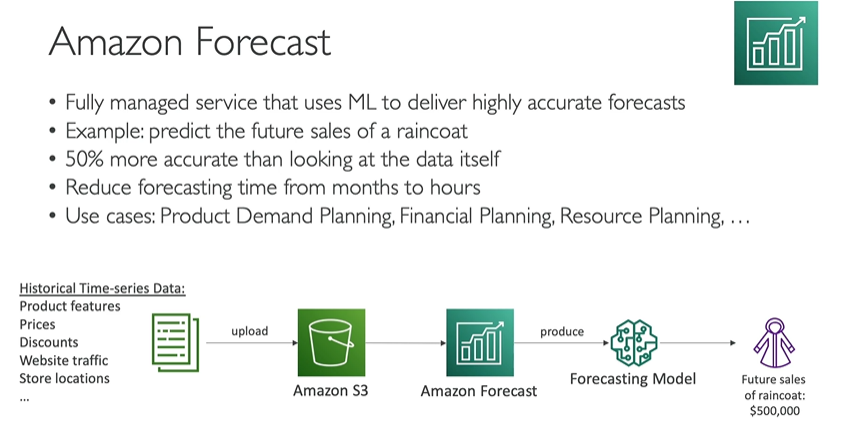 Amazon Forecast
• Fully managed service that uses ML to deliver highly accurate forecasts
• Example: predict the future sales of a raincoat
• 50% more accurate than looking at the data itself
• Reduce forecasting time from months to hours
• Use cases: Product Demand Planning, Financial Planning, Resource Planning, …
Historical Time-series Data:
Product features
Prices
Discounts
Website traffic
Store locations
...
upload
Amazon S3
Amazon Forecast
produce
Forecasting Model
Future sales
of raincoat:
$500,000